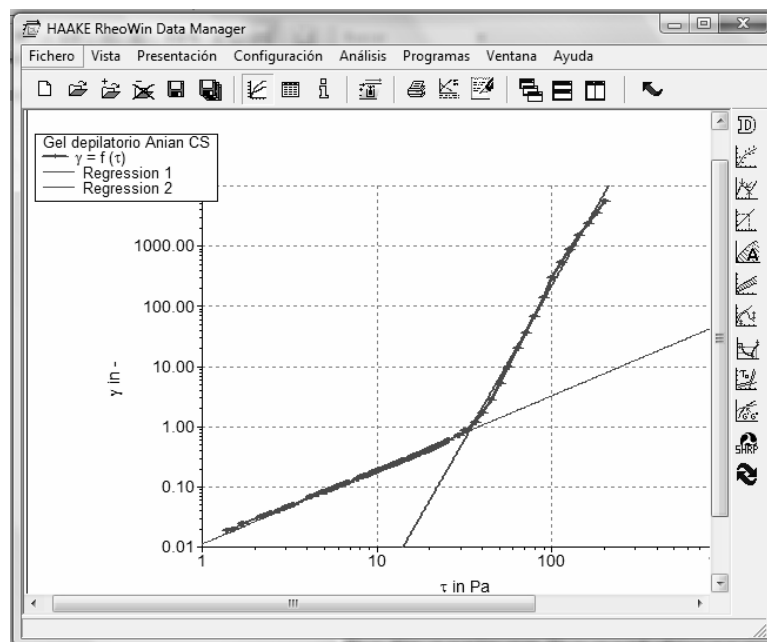 HAAKE RheoWin Data Manager
Fichero Vista Presentación Configuración Análisis Programas Ventana Ayuda
Gel depilatorio Anian CS
γ = f (τ)
Regression 1
Regression 2
1000.00
100.00
10.00
1.00
0.10
0.01
γ in -
1 10 100
τ in Pa
A
SHRP